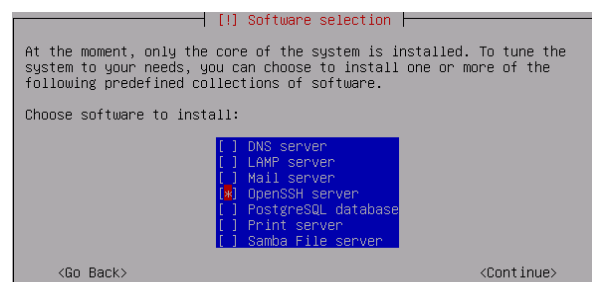 [!] Software selection
At the moment, only the core of the system is installed. To tune the
system to your needs, you can choose to install one or more of the
following predefined collections of software.
Choose software to install:
[ ] DNS server
[ ] LAMP server
[ ] Mail server
[*] OpenSSH server
[ ] PostgreSQL database
[ ] Print server
[ ] Samba File server
<Go Back> <Continue>